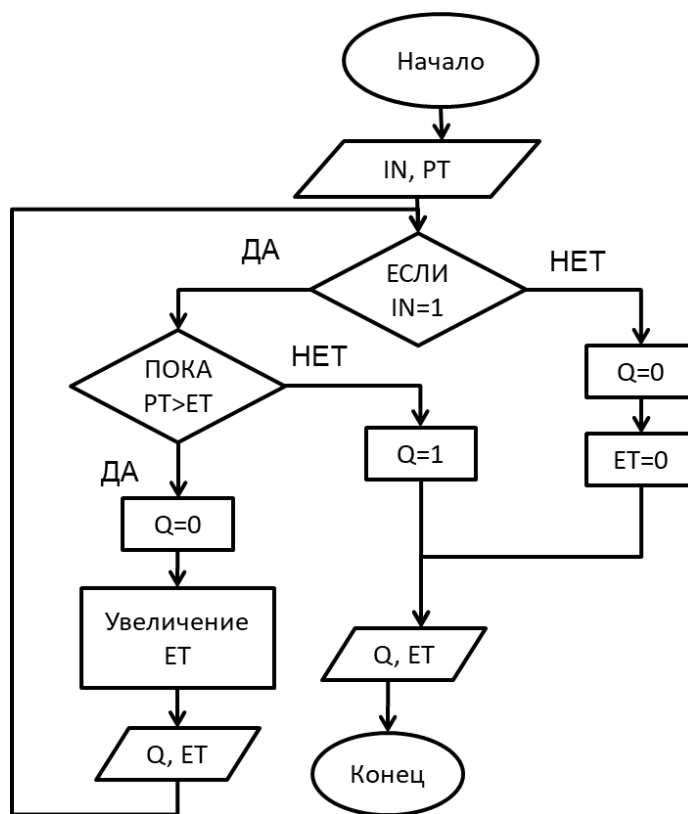 Начало
IN, PT
ДА
ЕСЛИ
IN=1
НЕТ
ПОКА
PT>ET
НЕТ
Q=0
Q=1
ET=0
ДА
Q=0
Увеличение
ET
Q, ET
Q, ET
Конец